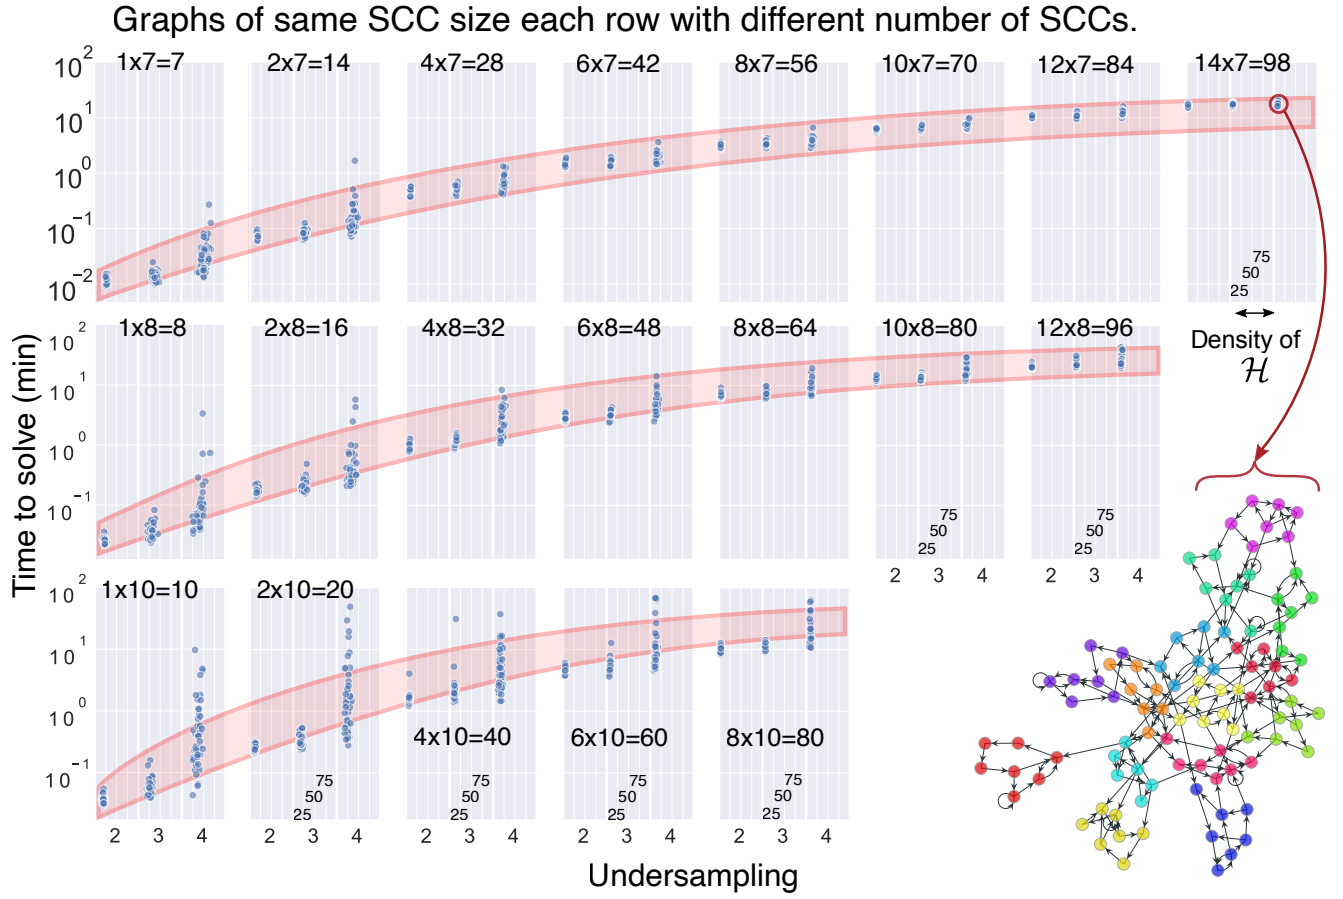 Graphs of same SCC size each row with different number of SCCs.
1x7=7 2x7=14 4x7=28 6x7=42 8x7=56 10x7=70 12x7=84 14x7=98
10^2
10^1
10^0
10^−1
10^−2
75
50
25
Density of
ℋ
Time to solve (min)
1x8=8 2x8=16 4x8=32 6x8=48 8x8=64 10x8=80 12x8=96
10^2
10^1
10^0
10^−1
75 75
50 50
25 25
2 3 4 2 3 4
1x10=10 2x10=20
10^2
10^1
10^0
10^−1
4x10=40 6x10=60 8x10=80
75 75 75 75
50 50 50 50
25 25 25 25
2 3 4 2 3 4 2 3 4 2 3 4 2 3 4
Undersampling